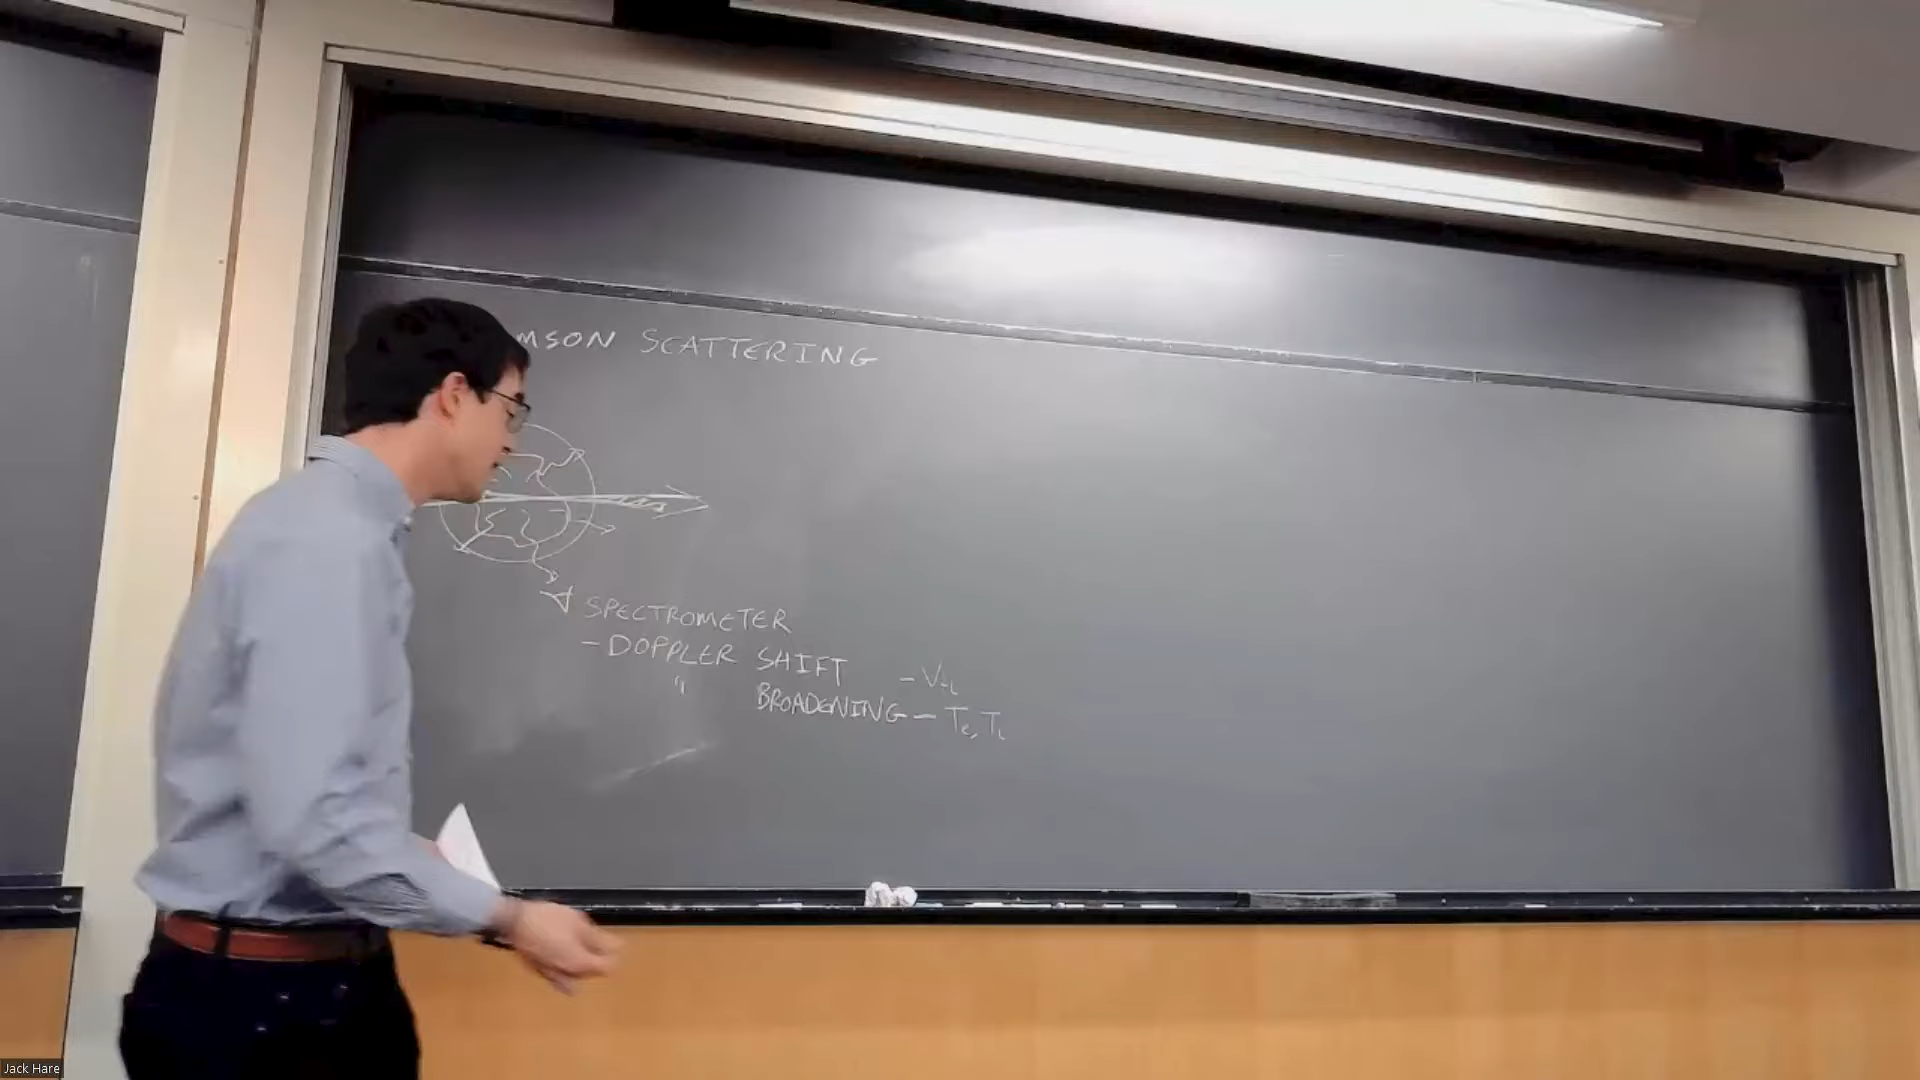 MSON SCATTERING
SPECTROMETER
- DOPPLER SHIFT - V
" BROADENING - Te, Ti
Jack Hare